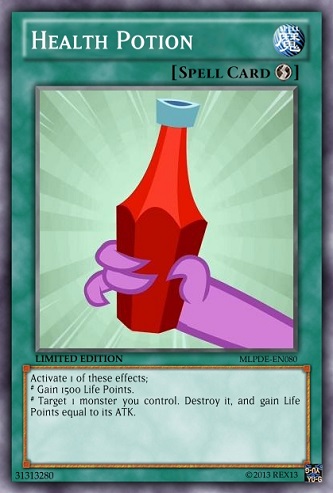 Health Potion
[Spell Card]
LIMITED EDITION MLPDE-EN080
Activate 1 of these effects;
# Gain 1500 Life Points.
# Target 1 monster you control. Destroy it, and gain Life
Points equal to its ATK.
31313280 ©2013 REX13